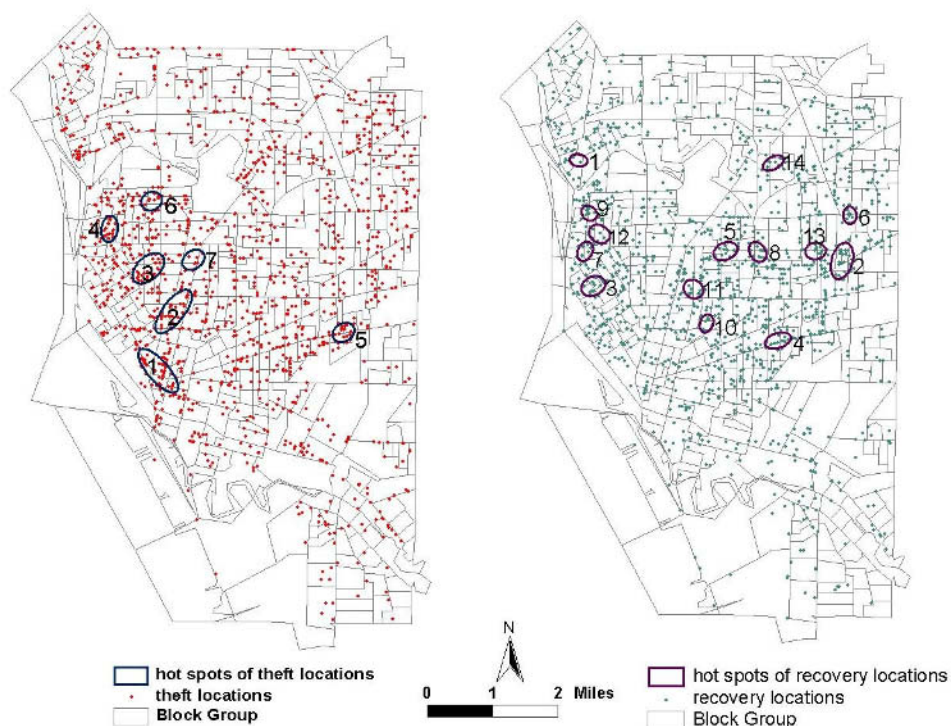 6
4
7
3
2
5
1
1
14
9
6
12
5
13
7
8
2
3
11
10
4
N
hot spots of theft locations
theft locations
Block Group
0 1 2 Miles
hot spots of recovery locations
recovery locations
Block Group